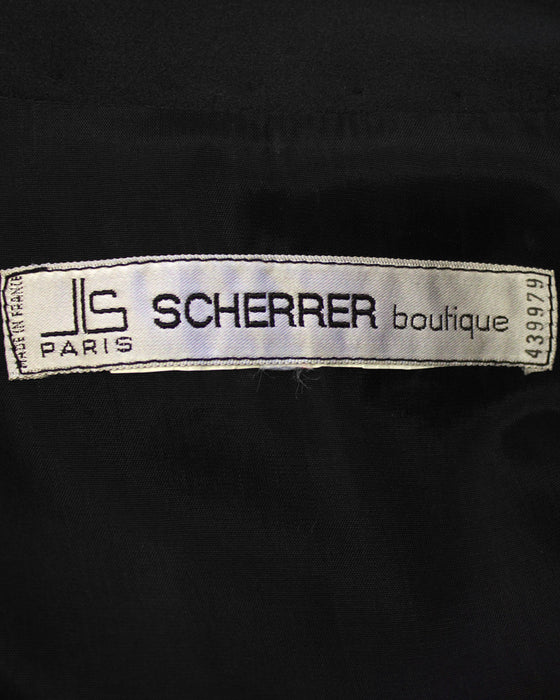 MADE IN FRANCE
JLS
PARIS
SCHERRER boutique
439979